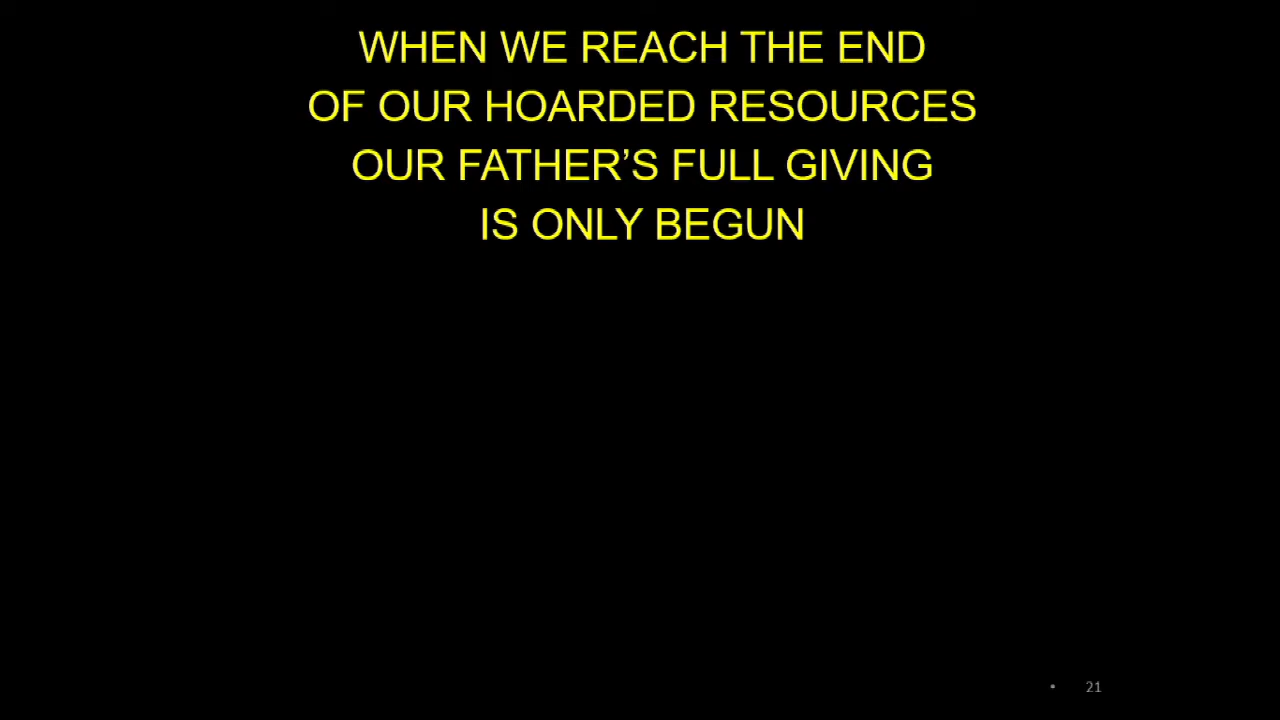 WHEN WE REACH THE END
OF OUR HOARDED RESOURCES
OUR FATHER’S FULL GIVING
IS ONLY BEGUN
• 21